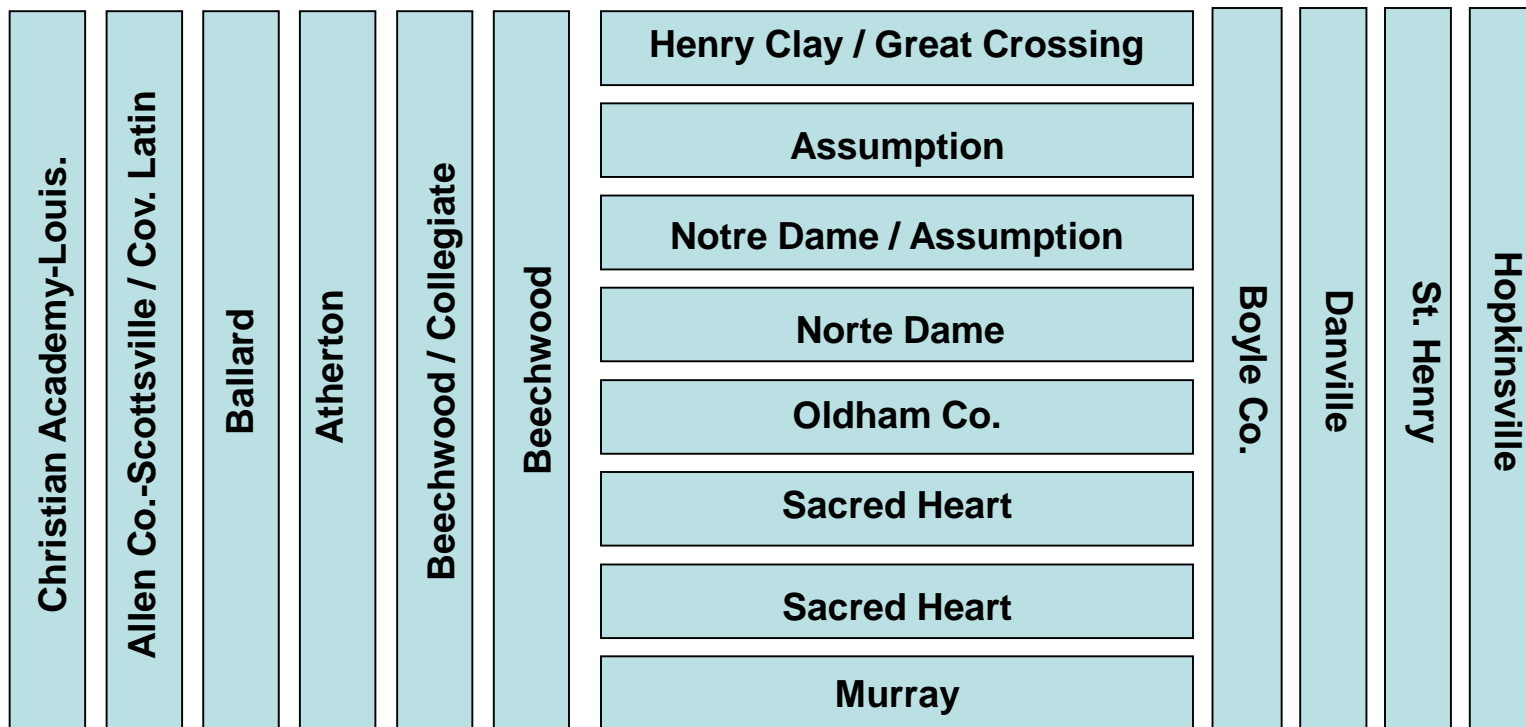 Christian Academy-Louis.
Allen Co.-Scottsville / Cov. Latin
Ballard
Atherton
Beechwood / Collegiate
Beechwood
Henry Clay / Great Crossing
Assumption
Notre Dame / Assumption
Norte Dame
Oldham Co.
Sacred Heart
Sacred Heart
Murray
Boyle Co.
Danville
St. Henry
Hopkinsville